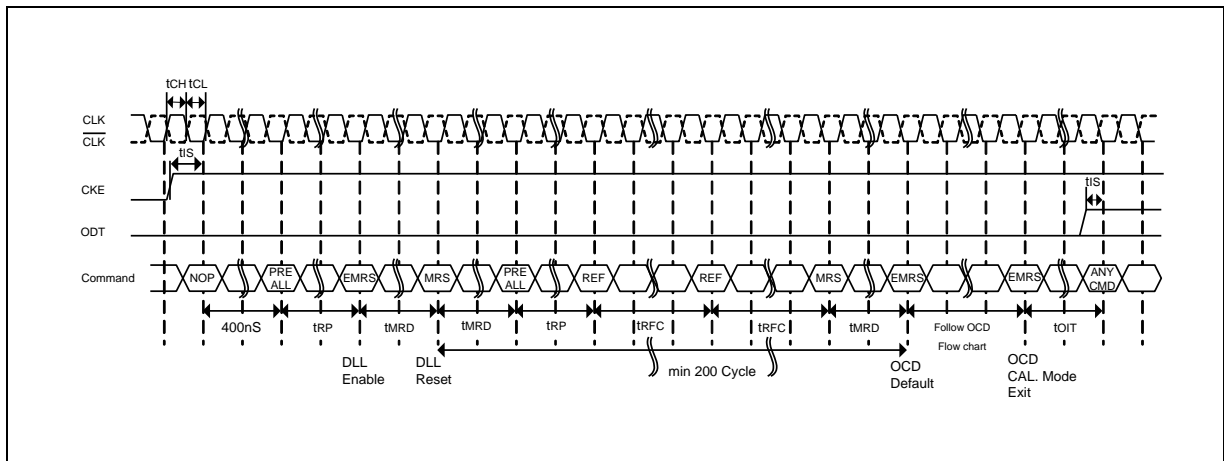 tCH tCL
CLK
CLK
tIS
CKE
tIS
ODT
Command NOP PRE ALL EMRS MRS PRE ALL REF REF MRS EMRS EMRS ANY CMD
400nS tRP tMRD tMRD tRP tRFC tRFC tMRD Follow OCD Flow chart tOIT
DLL Enable
DLL Reset
min 200 Cycle
OCD Default
OCD CAL. Mode Exit